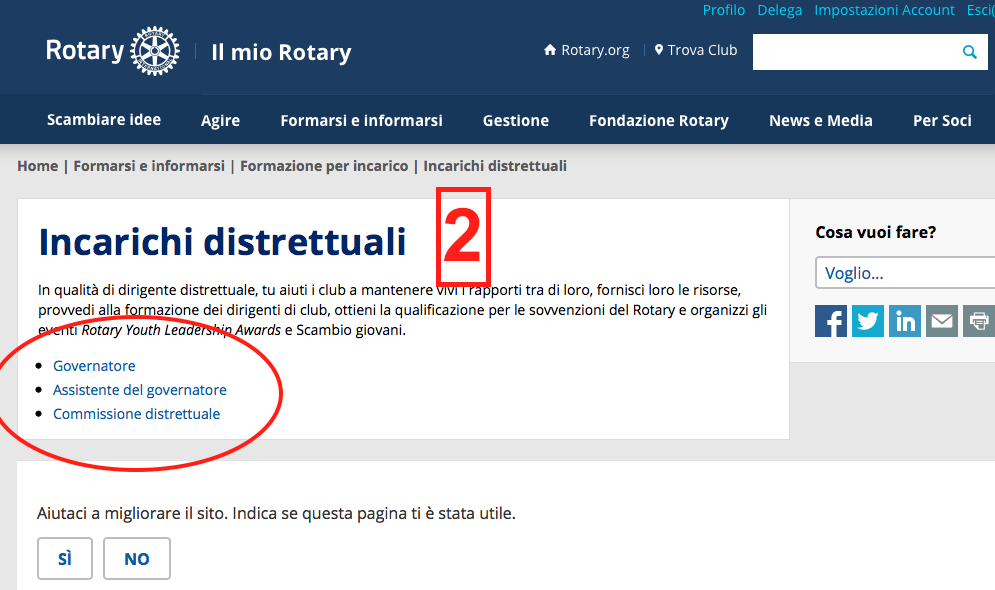 Profilo Delega Impostazioni Account Esci(
Rotary Il mio Rotary
Rotary.org Trova Club
Scambiare idee Agire Formarsi e informarsi Gestione Fondazione Rotary News e Media Per Soci
Home | Formarsi e informarsi | Formazione per incarico | Incarichi distrettuali
Incarichi distrettuali
2
In qualità di dirigente distrettuale, tu aiuti i club a mantenere vivi i rapporti tra di loro, fornisci loro le risorse,
provvedi alla formazione dei dirigenti di club, ottieni la qualificazione per le sovvenzioni del Rotary e organizzi gli
eventi Rotary Youth Leadership Awards e Scambio giovani.
Governatore
Assistente del governatore
Commissione distrettuale
Cosa vuoi fare?
Voglio...
Aiutaci a migliorare il sito. Indica se questa pagina ti è stata utile.
SÌ NO